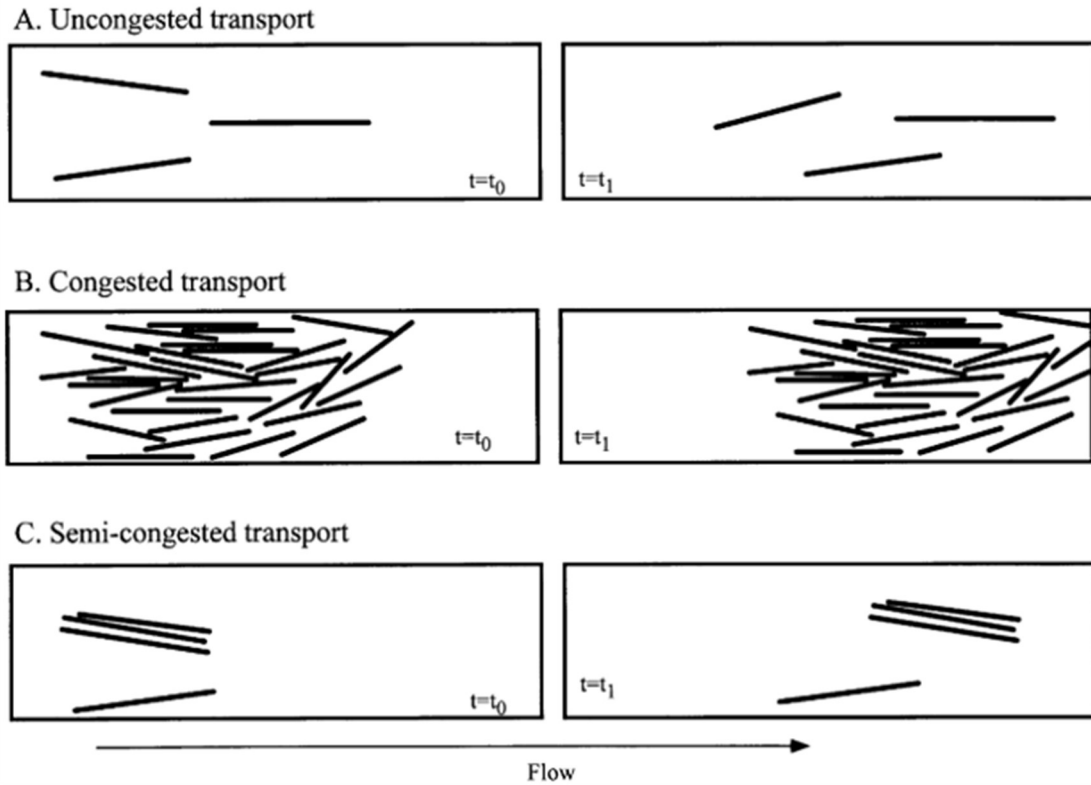 A. Uncongested transport
t=t0
t=t1
B. Congested transport
t=t0
t=t1
C. Semi-congested transport
t=t0
t=t1
Flow